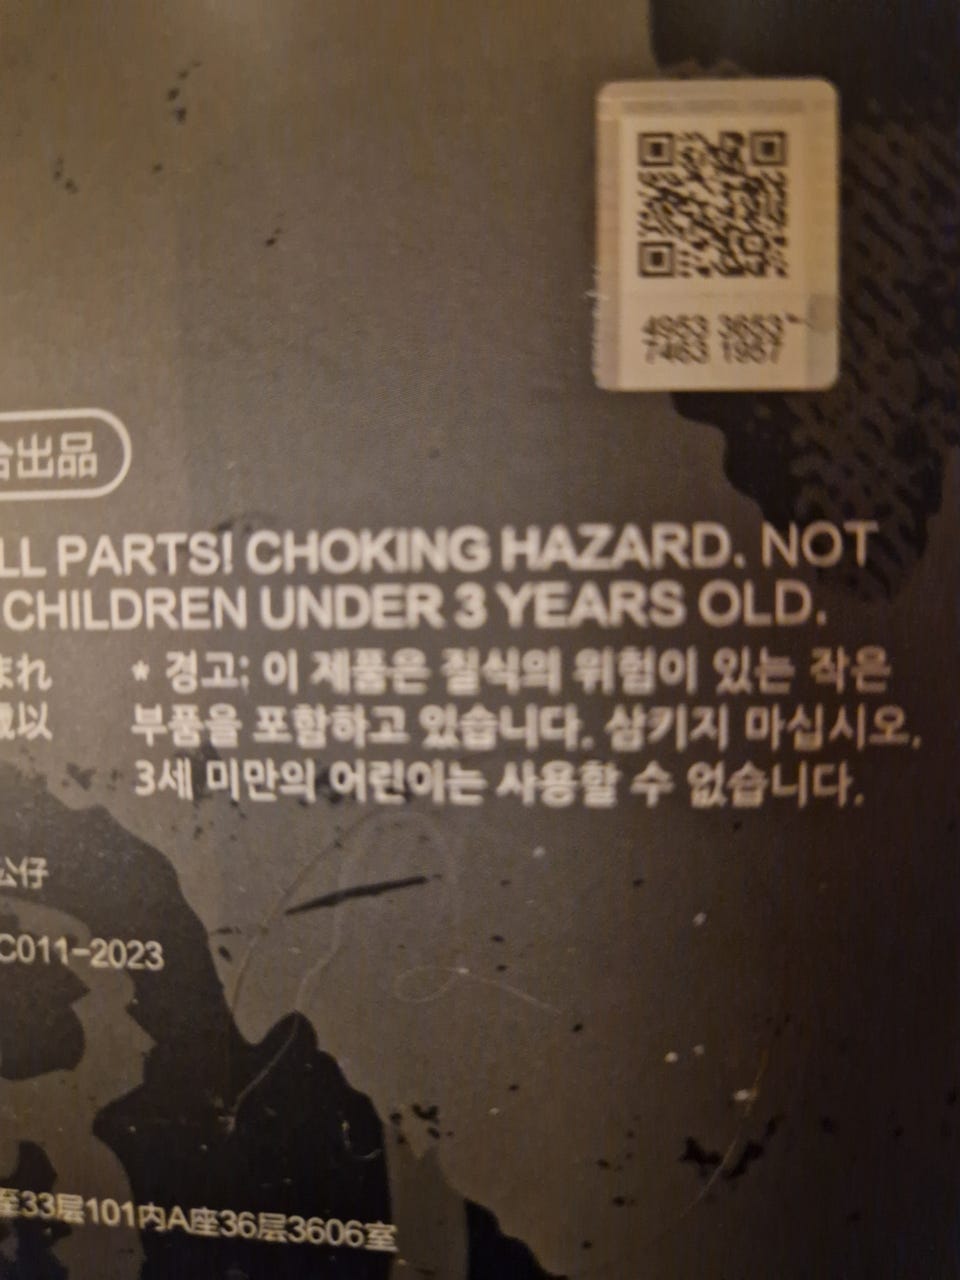 4953 3653
7463 1957
合出品
LL PARTS! CHOKING HAZARD. NOT
CHILDREN UNDER 3 YEARS OLD.
まれ
歳以
* 경고: 이 제품은 질식의 위험이 있는 작은
부품을 포함하고 있습니다. 삼키지 마십시오.
3세 미만의 어린이는 사용할 수 없습니다.
公仔
C011-2023
至33层101内A座36层3606室